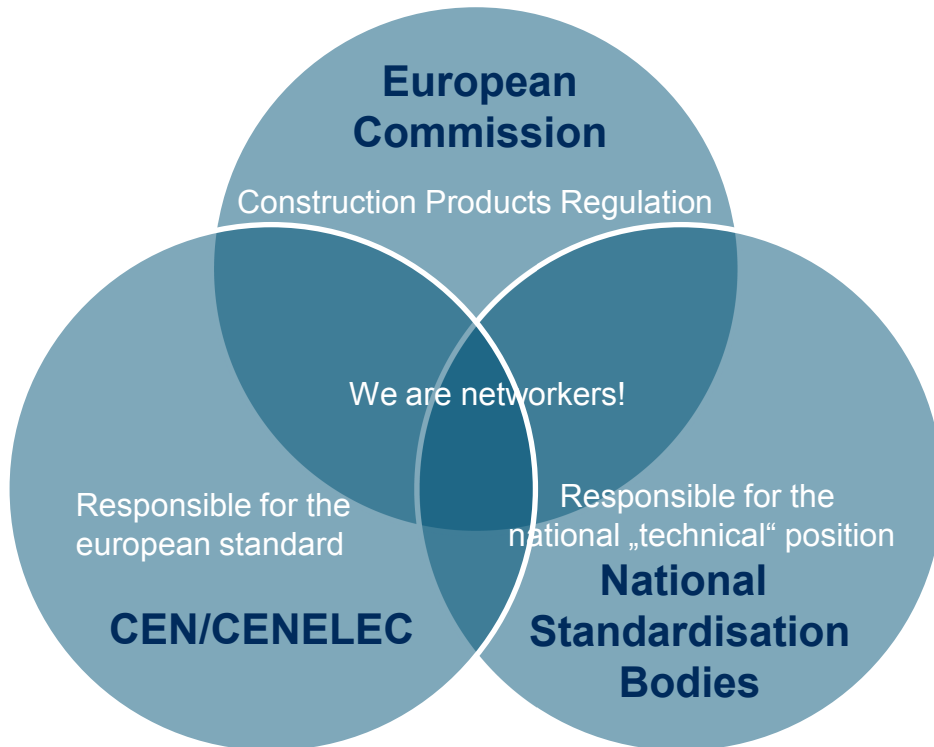 European
Commission
Construction Products Regulation
We are networkers!
Responsible for the
european standard
CEN/CENELEC
Responsible for the
national „technical“ position
National
Standardisation
Bodies